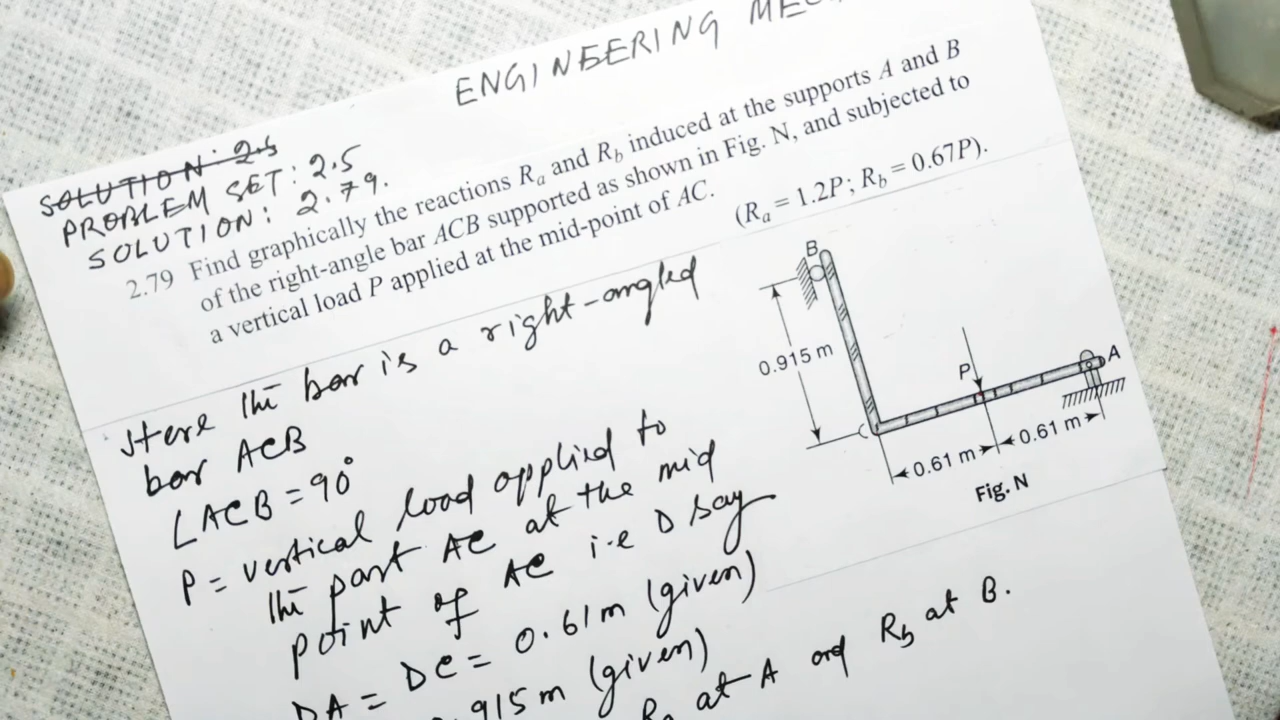 ENGINEERING
SOLUTION: 2.5
PROBLEM SET: 2.5
SOLUTION: 2.79.
2.79 Find graphically the reactions Ra and Rb induced at the supports A and B
of the right-angle bar ACB supported as shown in Fig. N, and subjected to
a vertical load P applied at the mid-point of AC.
(Ra = 1.2P; Rb = 0.67P).
Here the bar is a right-angled
bar ACB
∠ACB = 90°
P = vertical load applied to
the part AC at the mid
point of AC i.e D say
DA = DC = 0.61m (given)
.915m (given)
Ra at A and Rb at B.
B
0.915 m
P
A
0.61 m
0.61 m
C
Fig. N